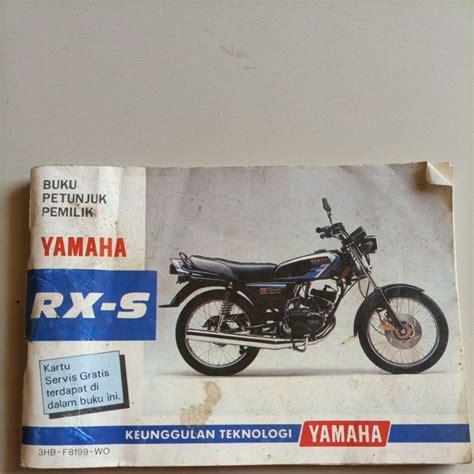 BUKU
PETUNJUK
PEMILIK
YAMAHA
RX-S
Kartu
Servis Gratis
terdapat di
dalam buku ini.
KEUNGGULAN TEKNOLOGI YAMAHA
3HB-F8199-WO